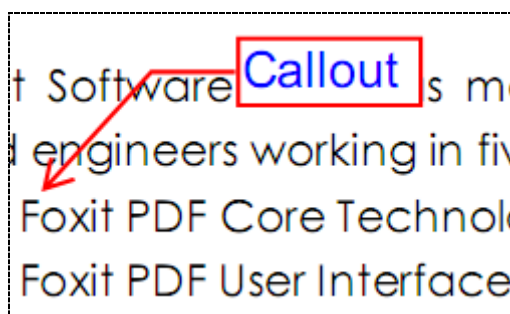 t Software Callout s m
engineers working in fiv
Foxit PDF Core Technol
Foxit PDF User Interface